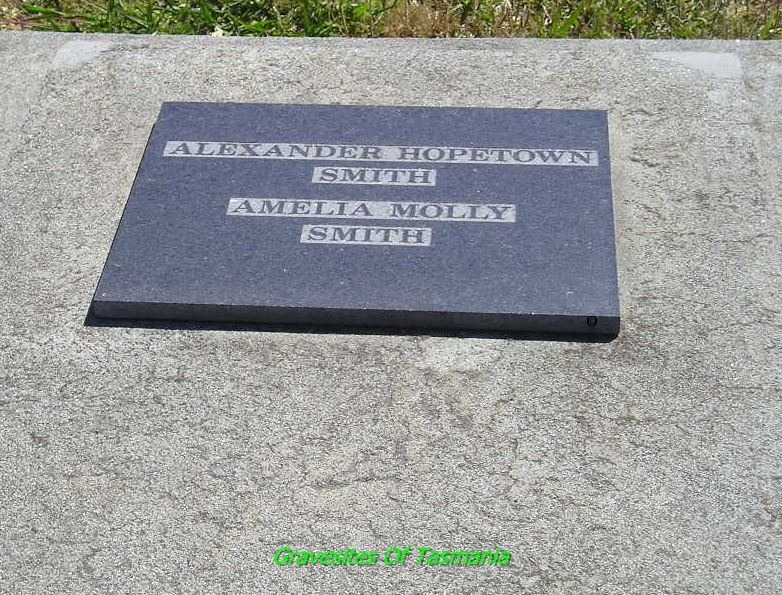 ALEXANDER HOPETOWN
SMITH
AMELIA MOLLY
SMITH
©
Gravesites Of Tasmania